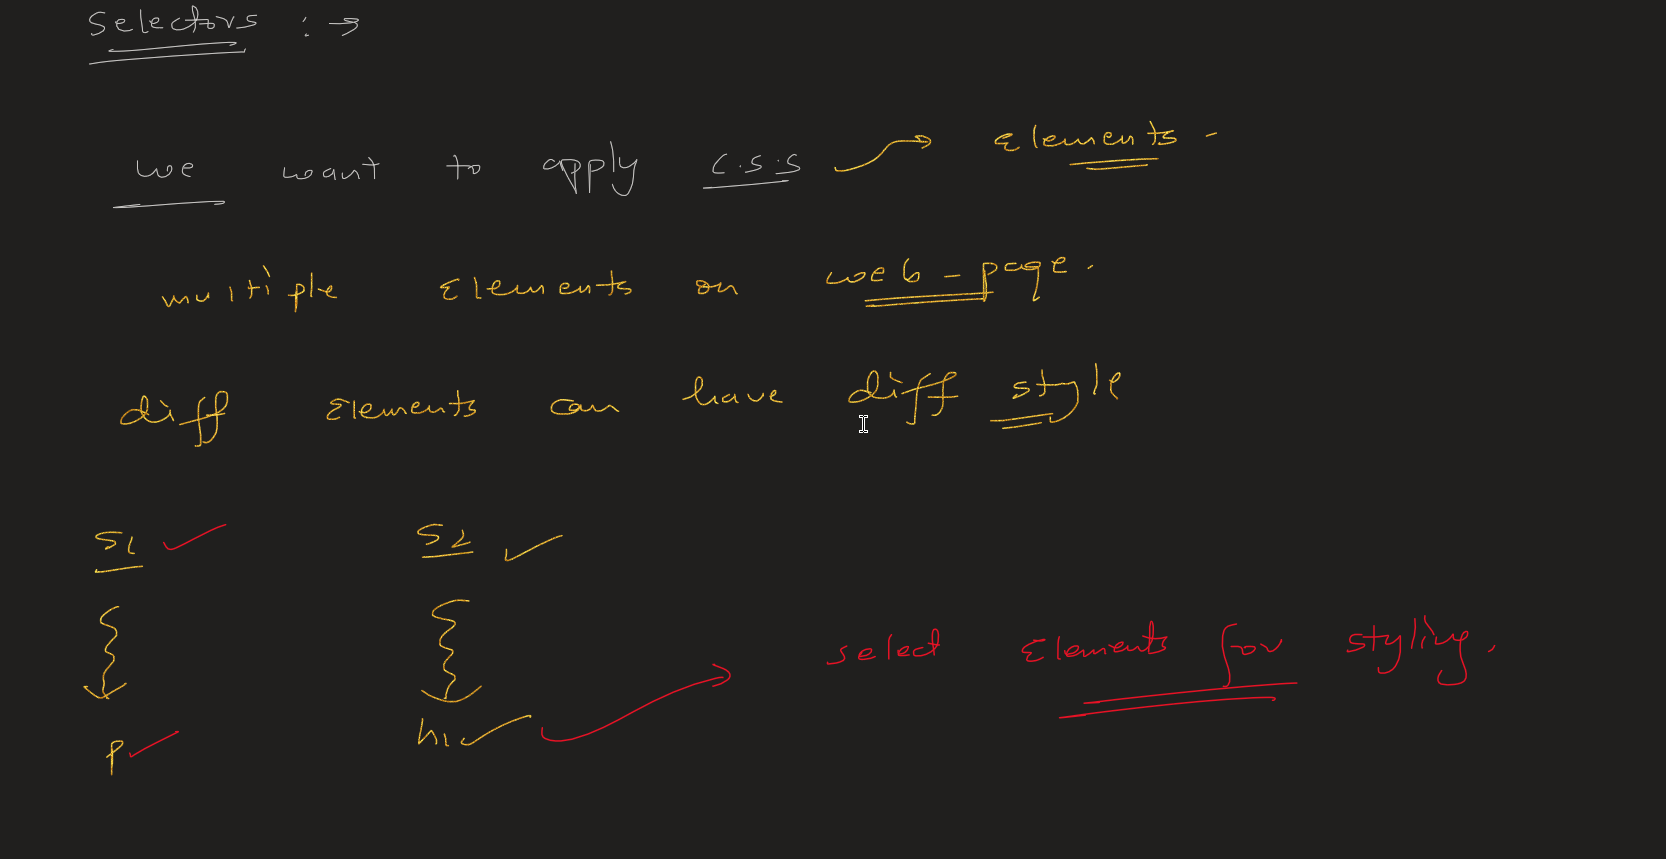 Selectors :→
we want to apply C.S.S → Elements -
multiple Elements on web-page.
diff Elements can have diff style
S1 ✓ S2 ✓
select Elements for styling.
p ✓ h1 ✓